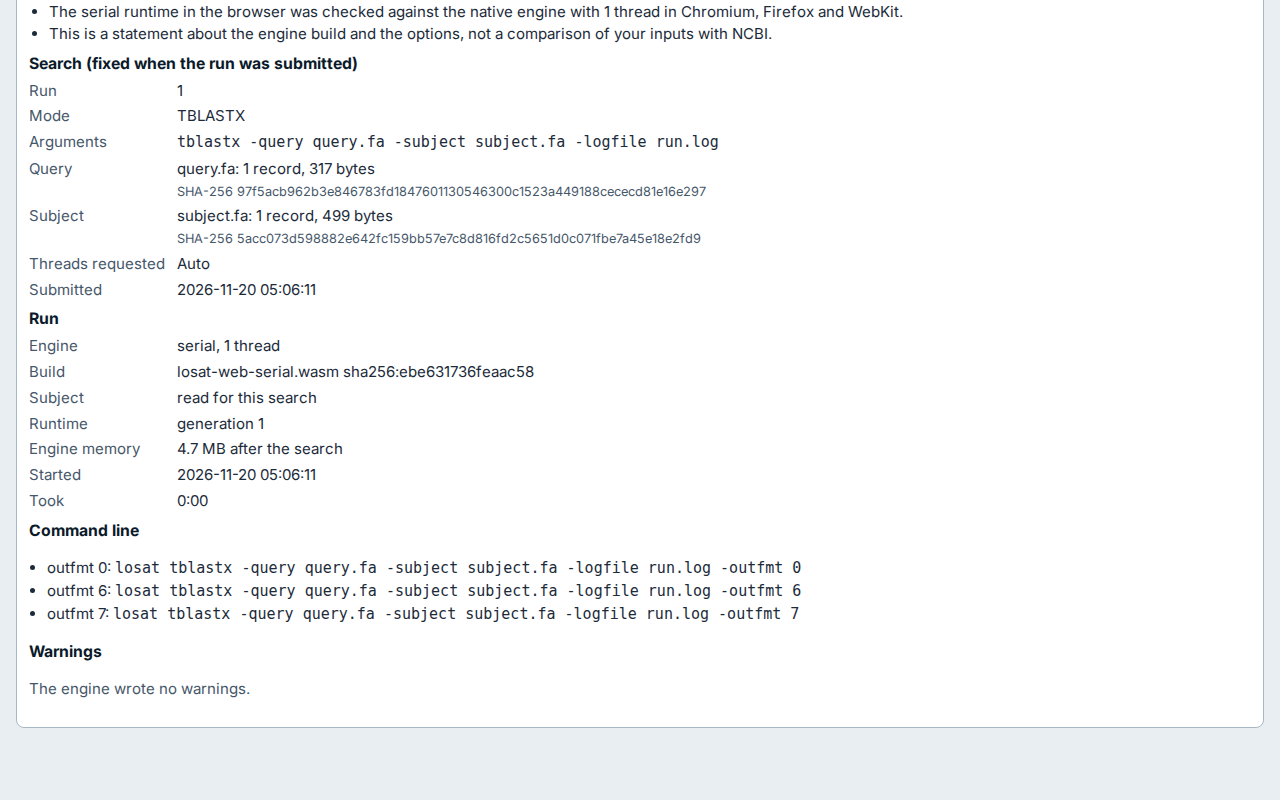 The serial runtime in the browser was checked against the native engine with 1 thread in Chromium, Firefox and WebKit.
This is a statement about the engine build and the options, not a comparison of your inputs with NCBI.
Search (fixed when the run was submitted)
Run 1
Mode TBLASTX
Arguments tblastx -query query.fa -subject subject.fa -logfile run.log
Query query.fa: 1 record, 317 bytes
SHA-256 97f5acb962b3e846783fd1847601130546300c1523a449188cececd81e16e297
Subject subject.fa: 1 record, 499 bytes
SHA-256 5acc073d598882e642fc159bb57e7c8d816fd2c5651d0c071fbe7a45e18e2fd9
Threads requested Auto
Submitted 2026-11-20 05:06:11
Run
Engine serial, 1 thread
Build losat-web-serial.wasm sha256:ebe631736feaac58
Subject read for this search
Runtime generation 1
Engine memory 4.7 MB after the search
Started 2026-11-20 05:06:11
Took 0:00
Command line
outfmt 0: losat tblastx -query query.fa -subject subject.fa -logfile run.log -outfmt 0
outfmt 6: losat tblastx -query query.fa -subject subject.fa -logfile run.log -outfmt 6
outfmt 7: losat tblastx -query query.fa -subject subject.fa -logfile run.log -outfmt 7
Warnings
The engine wrote no warnings.